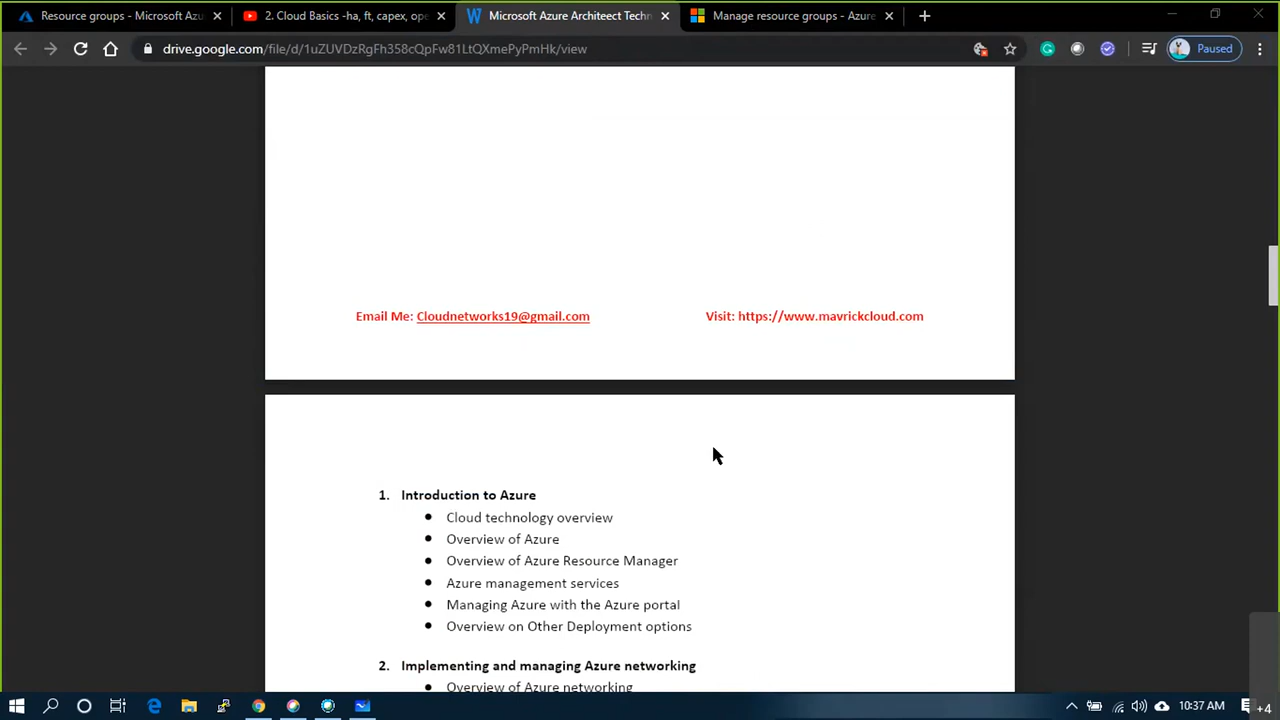 Resource groups - Microsoft Azu
2. Cloud Basics -ha, ft, capex, ope
Microsoft Azure Architeect Techn
Manage resource groups - Azure
drive.google.com/file/d/1uZUVDzRgFh358cQpFw81LtQXmePyPmHk/view
Paused
Email Me: Cloudnetworks19@gmail.com
Visit: https://www.mavrickcloud.com
1. Introduction to Azure
• Cloud technology overview
• Overview of Azure
• Overview of Azure Resource Manager
• Azure management services
• Managing Azure with the Azure portal
• Overview on Other Deployment options
2. Implementing and managing Azure networking
• Overview of Azure networking
10:37 AM
+4